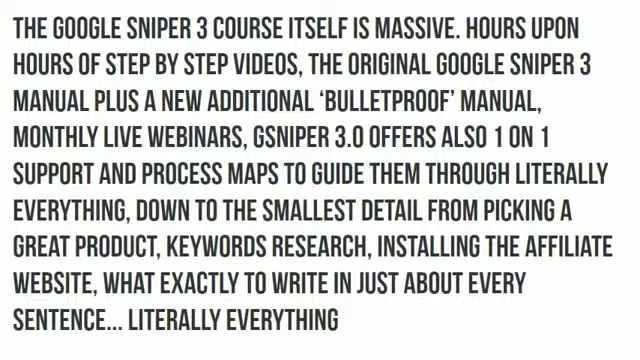 THE GOOGLE SNIPER 3 COURSE ITSELF IS MASSIVE. HOURS UPON
HOURS OF STEP BY STEP VIDEOS, THE ORIGINAL GOOGLE SNIPER 3
MANUAL PLUS A NEW ADDITIONAL ‘BULLETPROOF’ MANUAL,
MONTHLY LIVE WEBINARS, GSNIPER 3.0 OFFERS ALSO 1 ON 1
SUPPORT AND PROCESS MAPS TO GUIDE THEM THROUGH LITERALLY
EVERYTHING, DOWN TO THE SMALLEST DETAIL FROM PICKING A
GREAT PRODUCT, KEYWORDS RESEARCH, INSTALLING THE AFFILIATE
WEBSITE, WHAT EXACTLY TO WRITE IN JUST ABOUT EVERY
SENTENCE... LITERALLY EVERYTHING